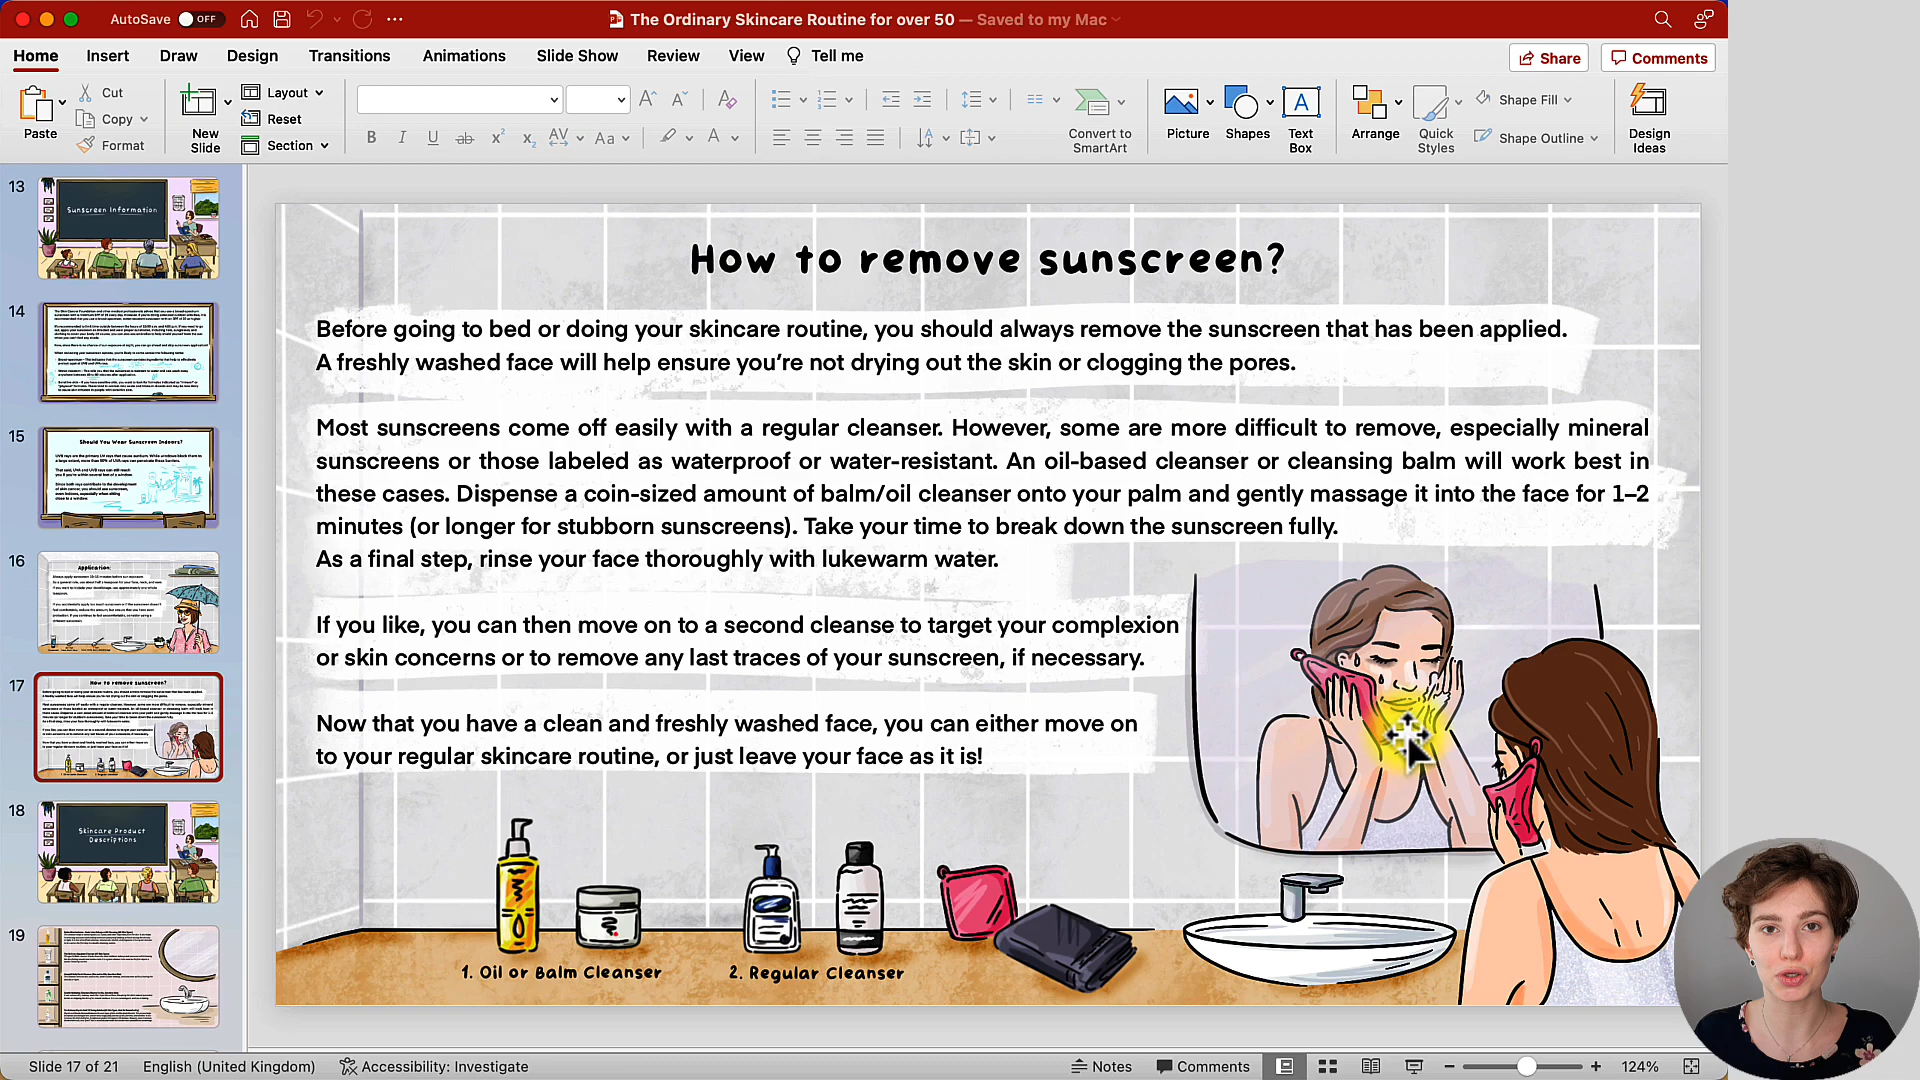 AutoSave OFF
The Ordinary Skincare Routine for over 50 — Saved to my Mac
Home Insert Draw Design Transitions Animations Slide Show Review View Tell me
Share Comments
Paste
Cut
Copy
Format
New Slide
Layout
Reset
Section
Convert to SmartArt
Picture
Shapes
Text Box
Arrange
Quick Styles
Shape Fill
Shape Outline
Design Ideas
13
Sunscreen Information
14
15
Should You Wear Sunscreen Indoors?
16
Application:
17
How to remove sunscreen?
18
Skincare Product Descriptions
19
How to remove sunscreen?
Before going to bed or doing your skincare routine, you should always remove the sunscreen that has been applied.
A freshly washed face will help ensure you're not drying out the skin or clogging the pores.
Most sunscreens come off easily with a regular cleanser. However, some are more difficult to remove, especially mineral
sunscreens or those labeled as waterproof or water-resistant. An oil-based cleanser or cleansing balm will work best in
these cases. Dispense a coin-sized amount of balm/oil cleanser onto your palm and gently massage it into the face for 1–2
minutes (or longer for stubborn sunscreens). Take your time to break down the sunscreen fully.
As a final step, rinse your face thoroughly with lukewarm water.
If you like, you can then move on to a second cleanse to target your complexion
or skin concerns or to remove any last traces of your sunscreen, if necessary.
Now that you have a clean and freshly washed face, you can either move on
to your regular skincare routine, or just leave your face as it is!
1. Oil or Balm Cleanser
2. Regular Cleanser
Slide 17 of 21 English (United Kingdom) Accessibility: Investigate
Notes Comments 124%